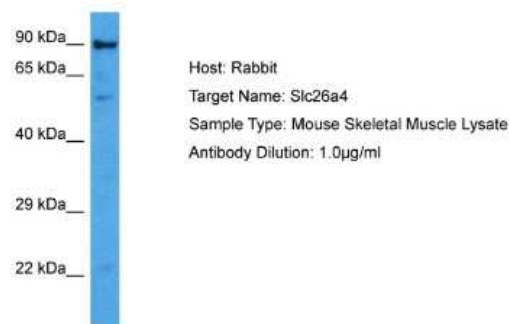 90 kDa__
65 kDa__
40 kDa__
29 kDa__
22 kDa__
Host: Rabbit
Target Name: Slc26a4
Sample Type: Mouse Skeletal Muscle Lysate
Antibody Dilution: 1.0µg/ml